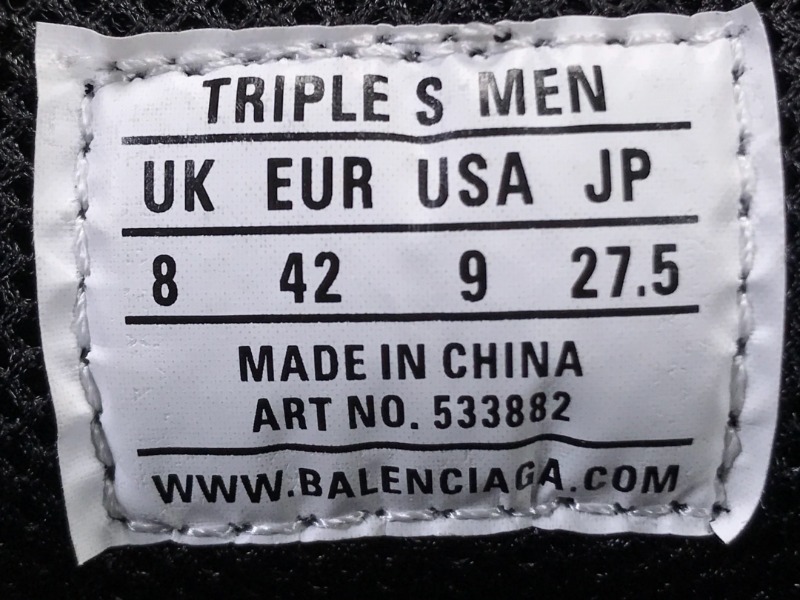 TRIPLE S MEN
UK EUR USA JP
8 42 9 27.5
MADE IN CHINA
ART NO. 533882
WWW.BALENCIAGA.COM